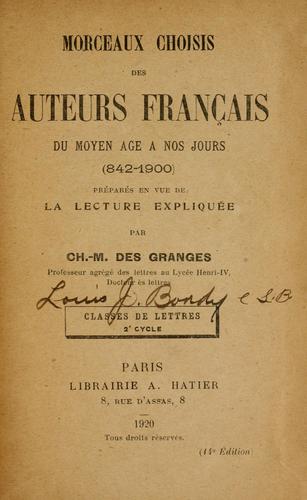 MORCEAUX CHOISIS
DES
AUTEURS FRANÇAIS
DU MOYEN AGE A NOS JOURS
(842-1900)
PRÉPARÉS EN VUE DE
LA LECTURE EXPLIQUÉE
PAR
CH.-M. DES GRANGES
Professeur agrégé des lettres au Lycée Henri-IV,
Docteur ès lettres
Louis J. Bondy C S B
CLASSES DE LETTRES
2e CYCLE
PARIS
LIBRAIRIE A. HATIER
8, RUE D'ASSAS, 8
1920
Tous droits réservés.
(14e Édition)